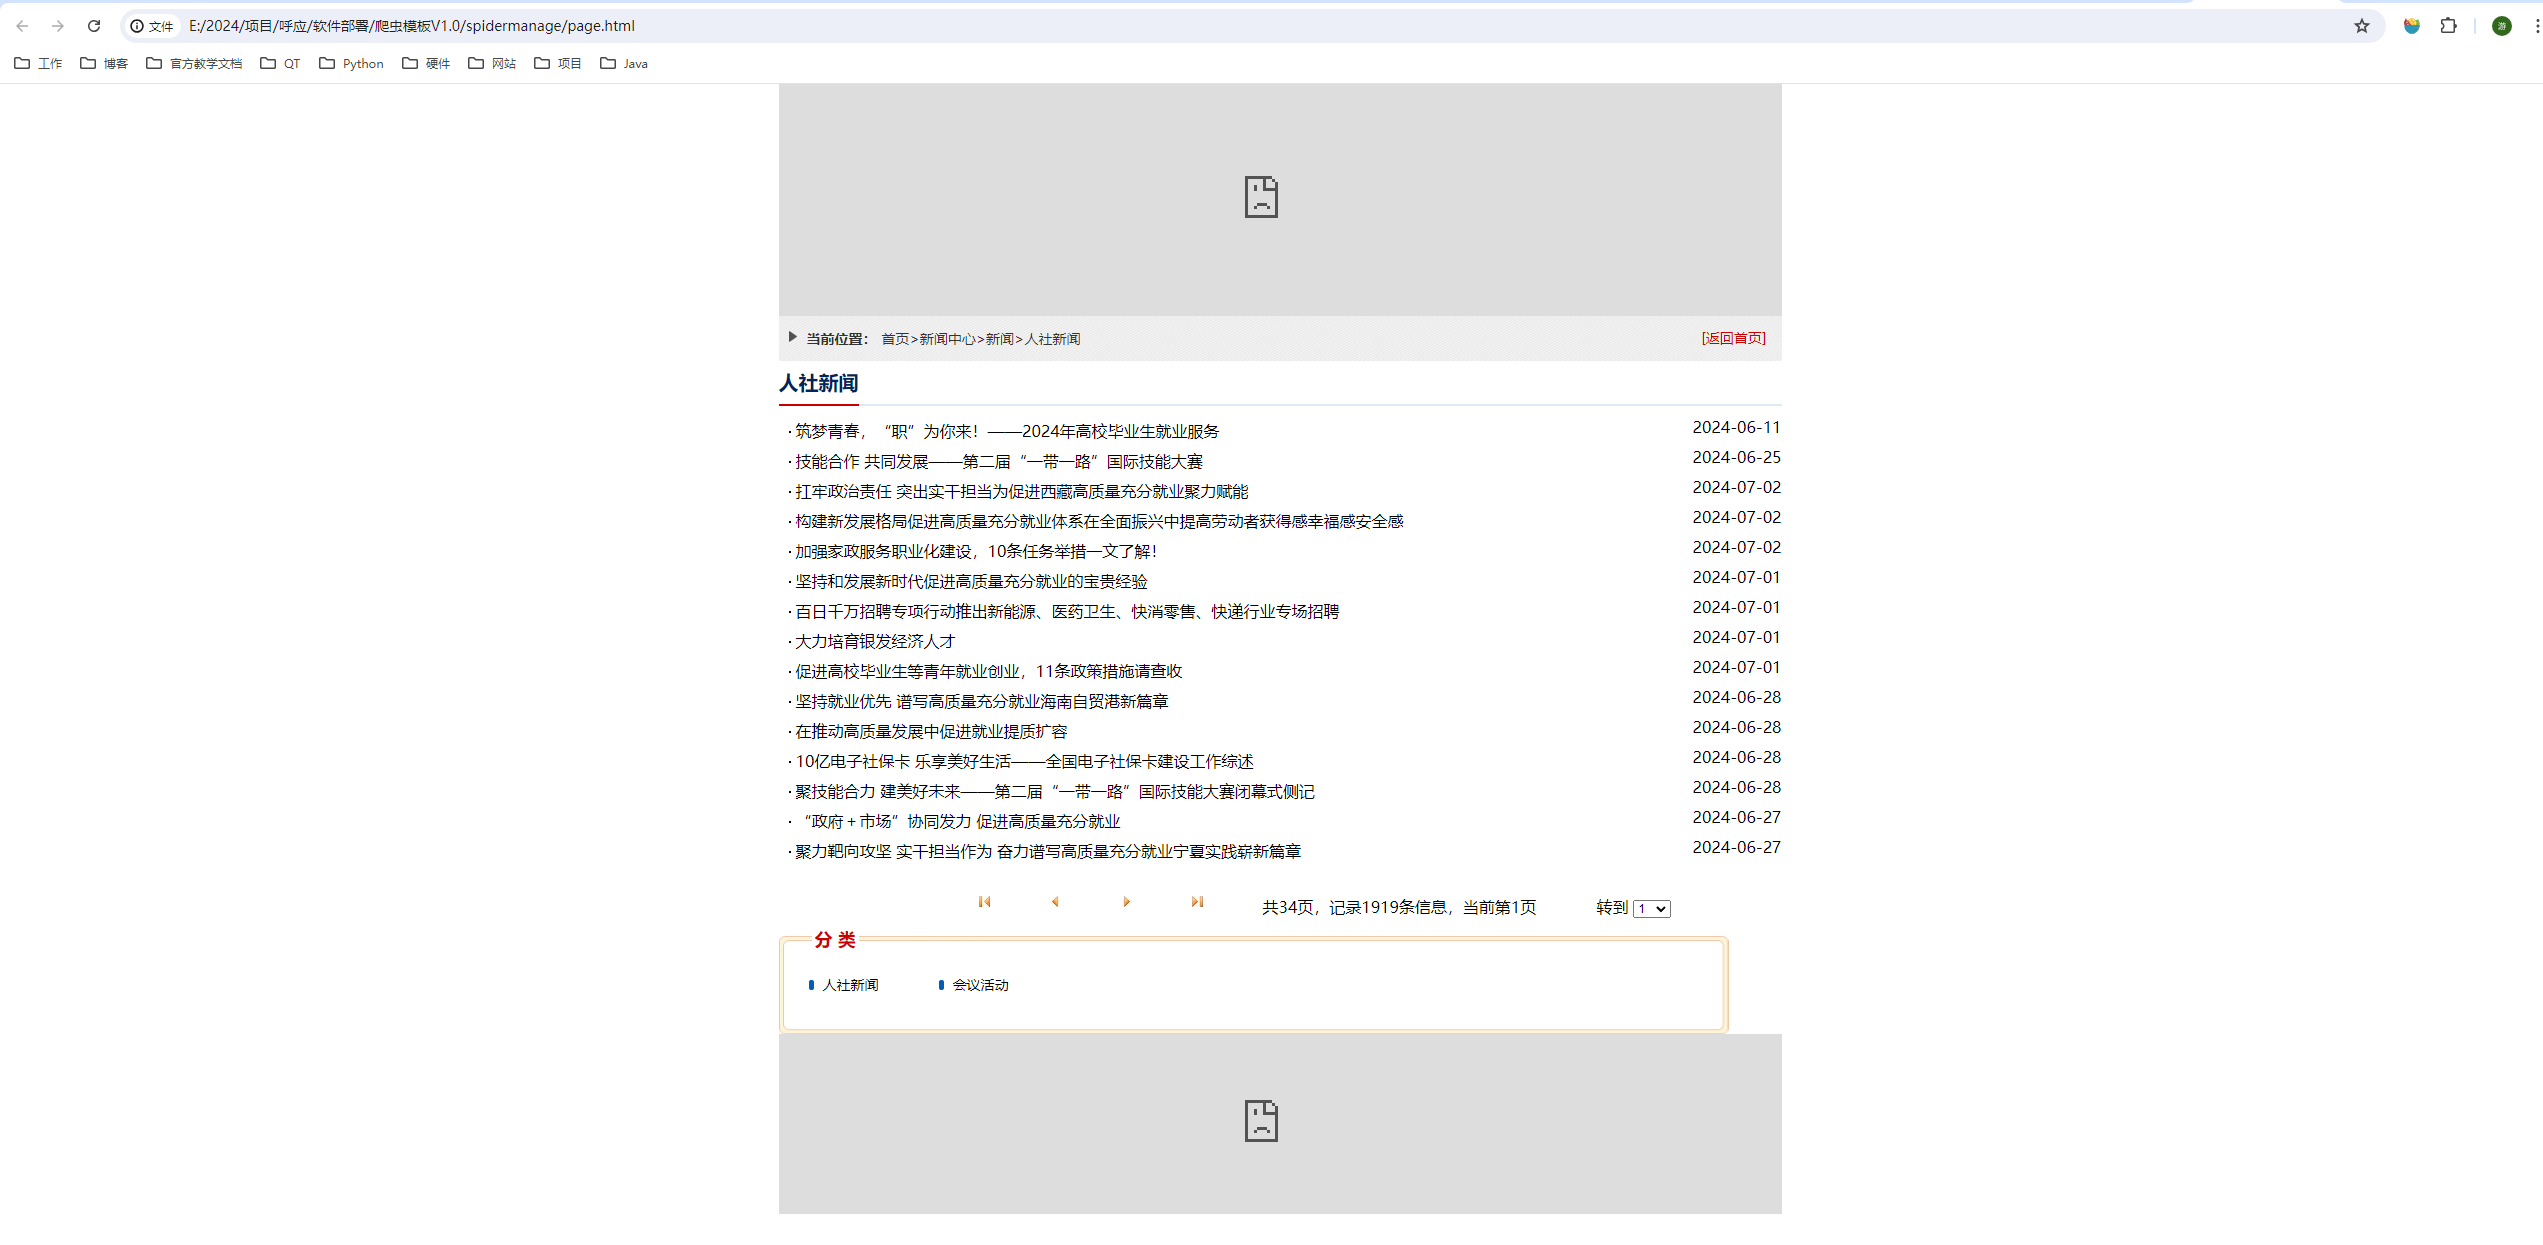 文件 E:/2024/项目/呼应/软件部署/爬虫模板V1.0/spidermanage/page.html 游
工作 博客 官方教学文档 QT Python 硬件 网站 项目 Java
当前位置： 首页>新闻中心>新闻>人社新闻 [返回首页]
人社新闻
·筑梦青春，“职”为你来！——2024年高校毕业生就业服务 2024-06-11
·技能合作 共同发展——第二届“一带一路”国际技能大赛 2024-06-25
·扛牢政治责任 突出实干担当为促进西藏高质量充分就业聚力赋能 2024-07-02
·构建新发展格局促进高质量充分就业体系在全面振兴中提高劳动者获得感幸福感安全感 2024-07-02
·加强家政服务职业化建设，10条任务举措一文了解！ 2024-07-02
·坚持和发展新时代促进高质量充分就业的宝贵经验 2024-07-01
·百日千万招聘专项行动推出新能源、医药卫生、快消零售、快递行业专场招聘 2024-07-01
·大力培育银发经济人才 2024-07-01
·促进高校毕业生等青年就业创业，11条政策措施请查收 2024-07-01
·坚持就业优先 谱写高质量充分就业海南自贸港新篇章 2024-06-28
·在推动高质量发展中促进就业提质扩容 2024-06-28
·10亿电子社保卡 乐享美好生活——全国电子社保卡建设工作综述 2024-06-28
·聚技能合力 建美好未来——第二届“一带一路”国际技能大赛闭幕式侧记 2024-06-28
·“政府＋市场”协同发力 促进高质量充分就业 2024-06-27
·聚力靶向攻坚 实干担当作为 奋力谱写高质量充分就业宁夏实践崭新篇章 2024-06-27
共34页，记录1919条信息，当前第1页 转到 1
分 类
人社新闻 会议活动